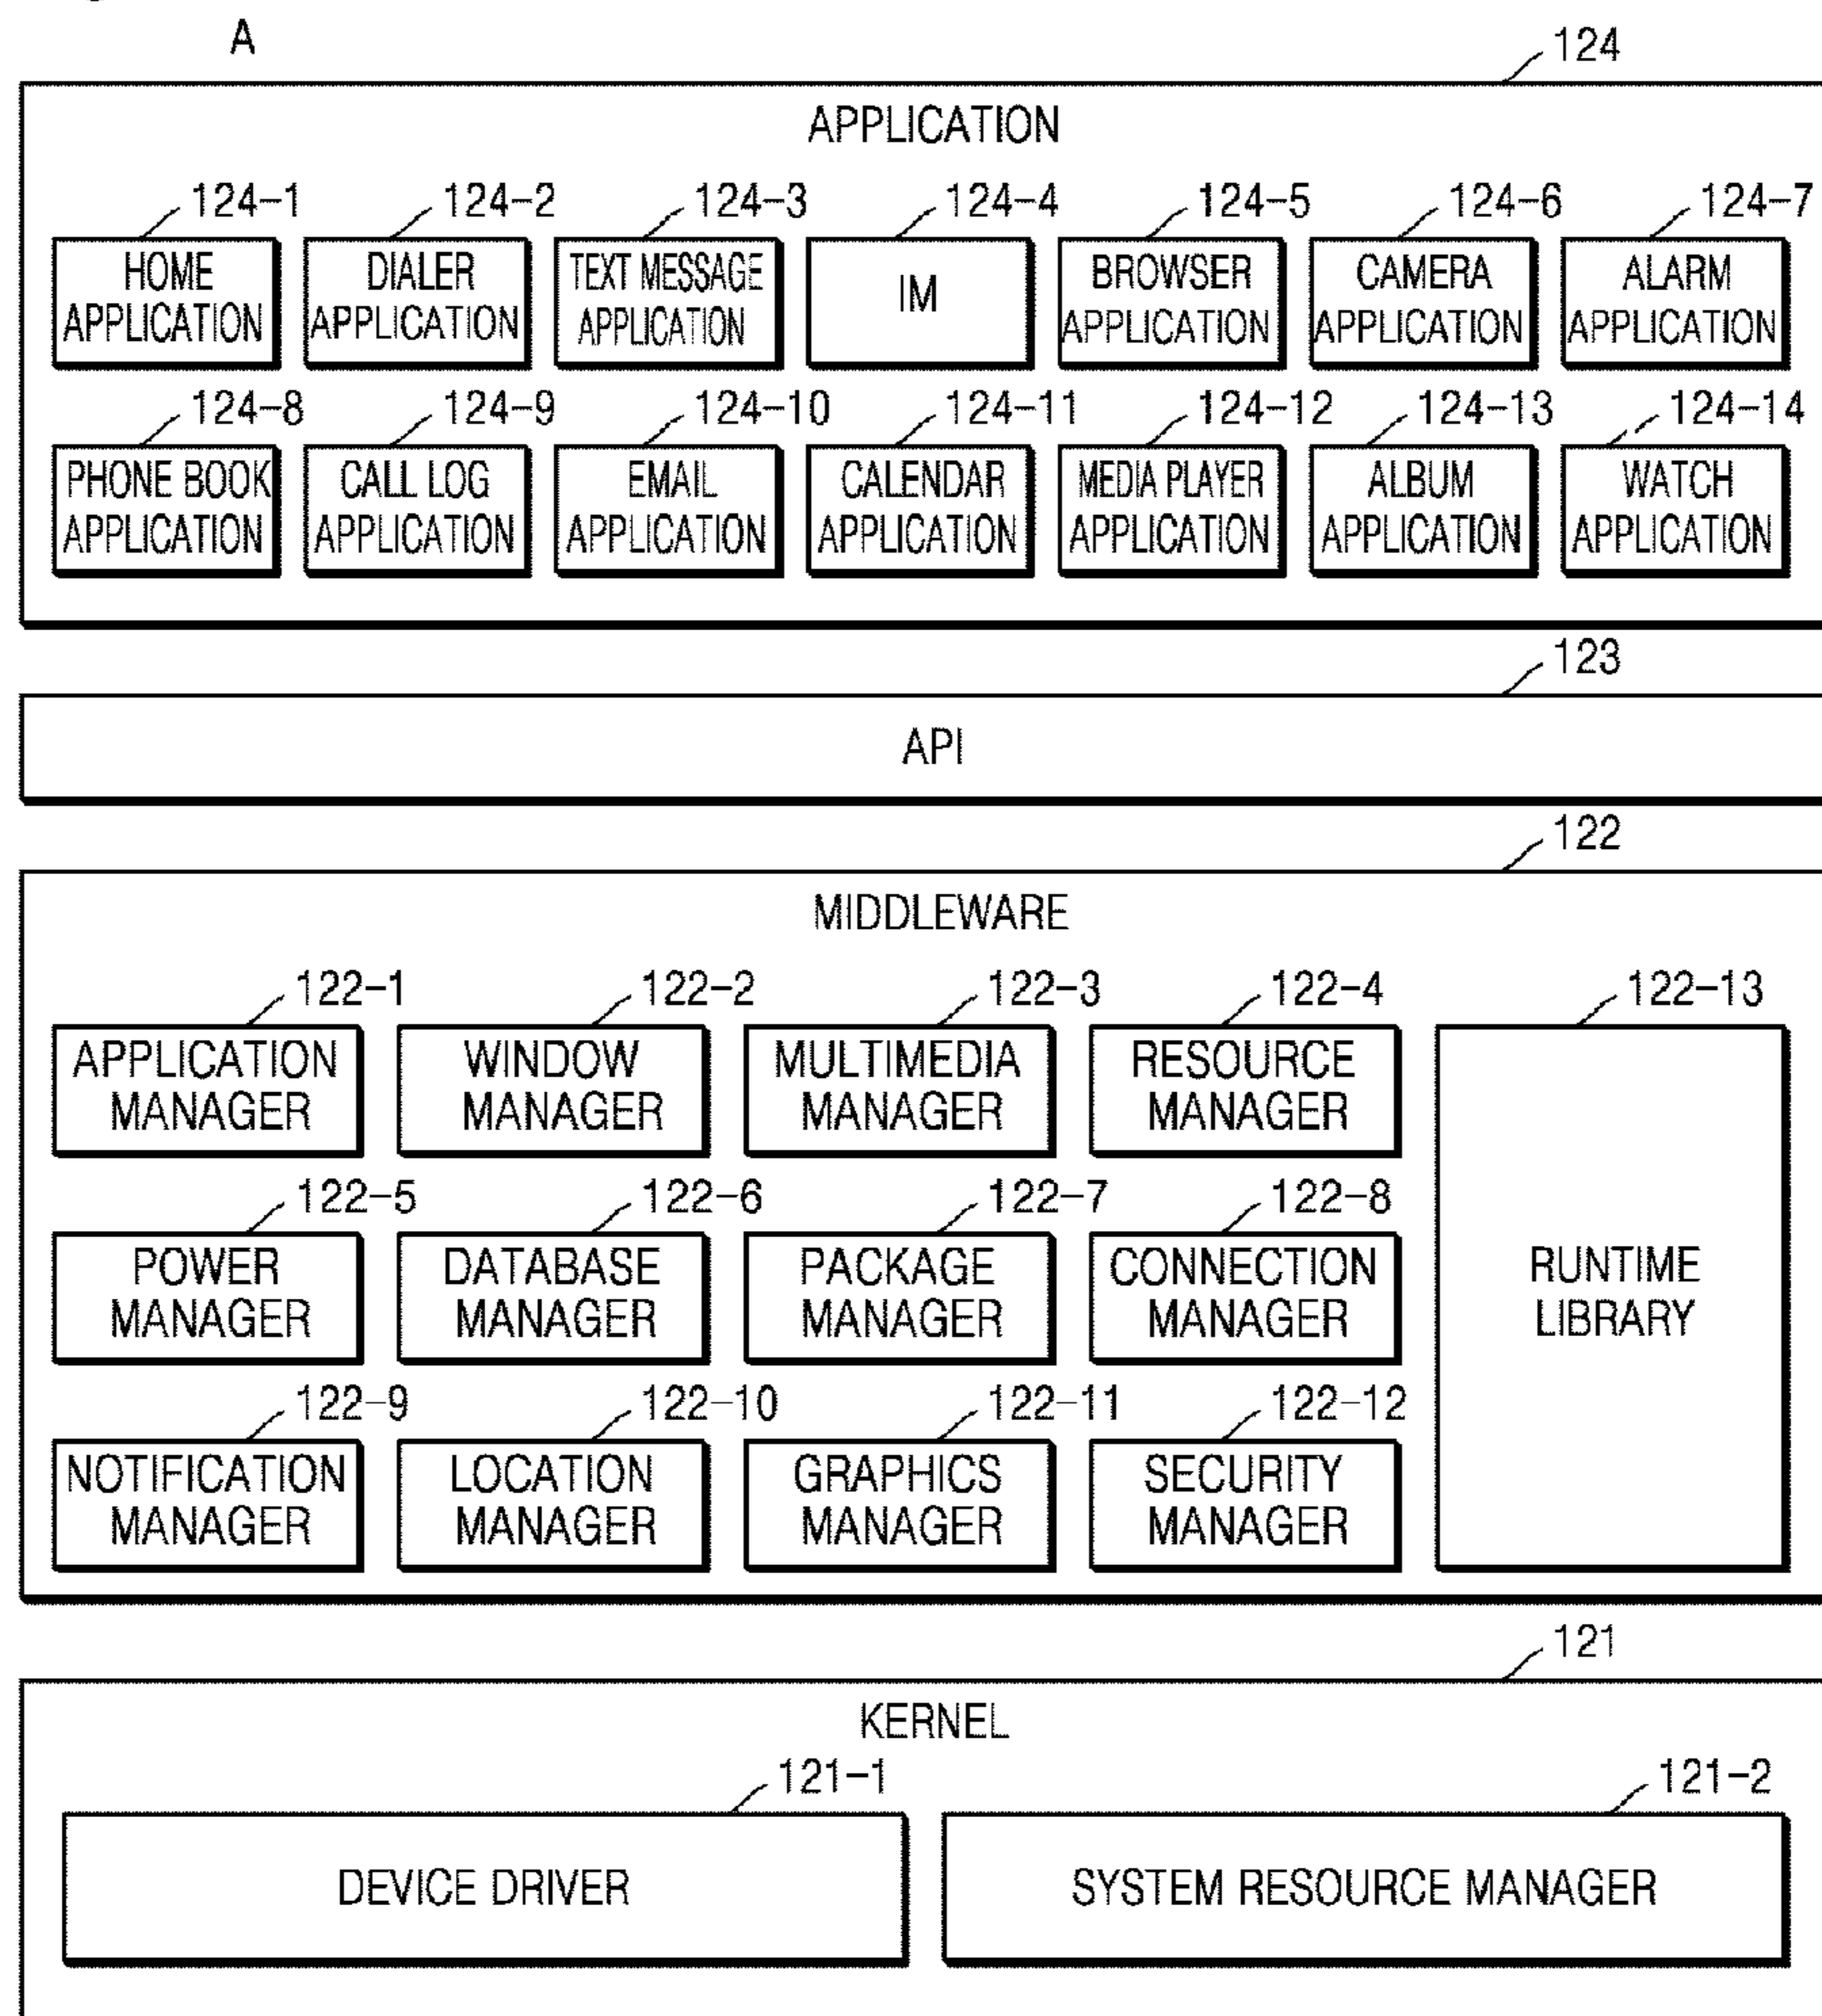 A
124
APPLICATION
124-1 124-2 124-3 124-4 124-5 124-6 124-7
HOME APPLICATION
DIALER APPLICATION
TEXT MESSAGE APPLICATION
IM
BROWSER APPLICATION
CAMERA APPLICATION
ALARM APPLICATION
124-8 124-9 124-10 124-11 124-12 124-13 124-14
PHONE BOOK APPLICATION
CALL LOG APPLICATION
EMAIL APPLICATION
CALENDAR APPLICATION
MEDIA PLAYER APPLICATION
ALBUM APPLICATION
WATCH APPLICATION
123
API
122
MIDDLEWARE
122-1 122-2 122-3 122-4 122-13
APPLICATION MANAGER
WINDOW MANAGER
MULTIMEDIA MANAGER
RESOURCE MANAGER
122-5 122-6 122-7 122-8
POWER MANAGER
DATABASE MANAGER
PACKAGE MANAGER
CONNECTION MANAGER
RUNTIME LIBRARY
122-9 122-10 122-11 122-12
NOTIFICATION MANAGER
LOCATION MANAGER
GRAPHICS MANAGER
SECURITY MANAGER
121
KERNEL
121-1 121-2
DEVICE DRIVER
SYSTEM RESOURCE MANAGER